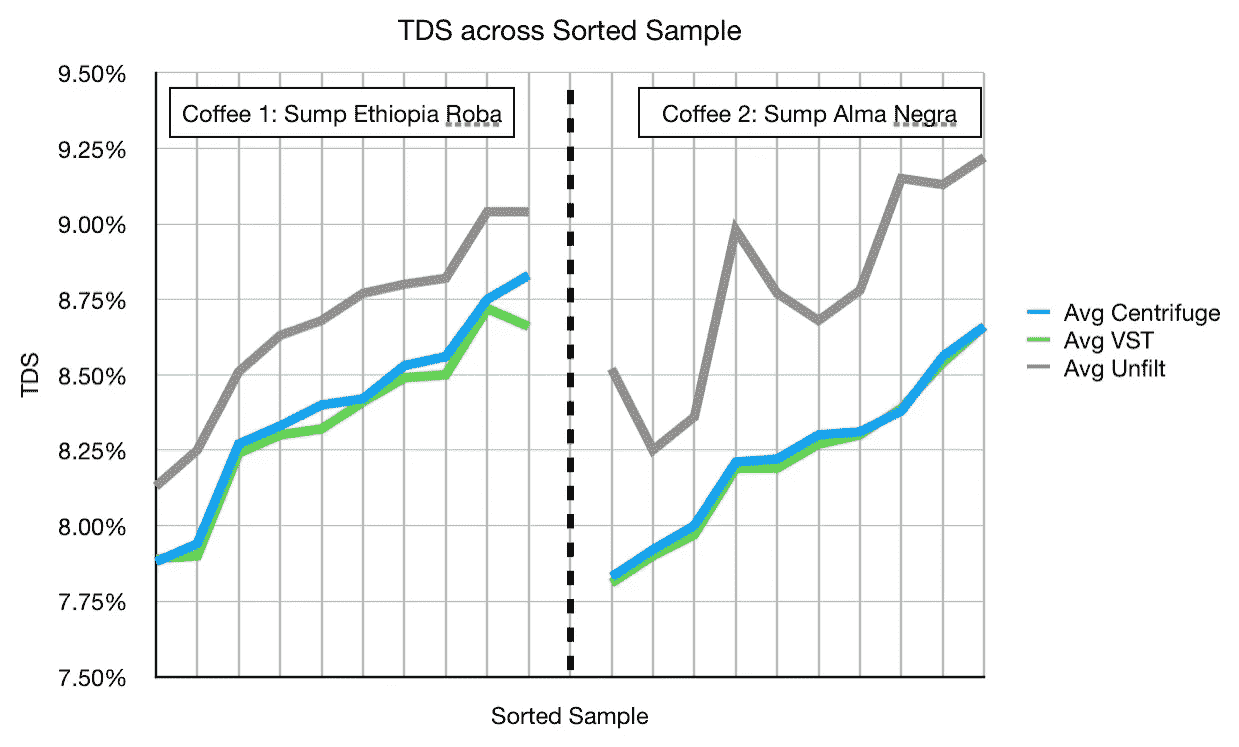 TDS across Sorted Sample
9.50%
9.25%
9.00%
8.75%
8.50%
8.25%
8.00%
7.75%
7.50%
TDS
Coffee 1: Sump Ethiopia Roba
Coffee 2: Sump Alma Negra
Avg Centrifuge
Avg VST
Avg Unfilt
Sorted Sample